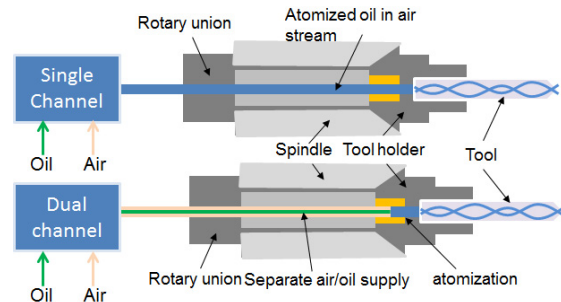 Rotary union
Atomized oil in air
stream
Single
Channel
Oil
Air
Spindle
Tool holder
Tool
Dual
channel
Oil
Air
Rotary union
Separate air/oil supply
atomization